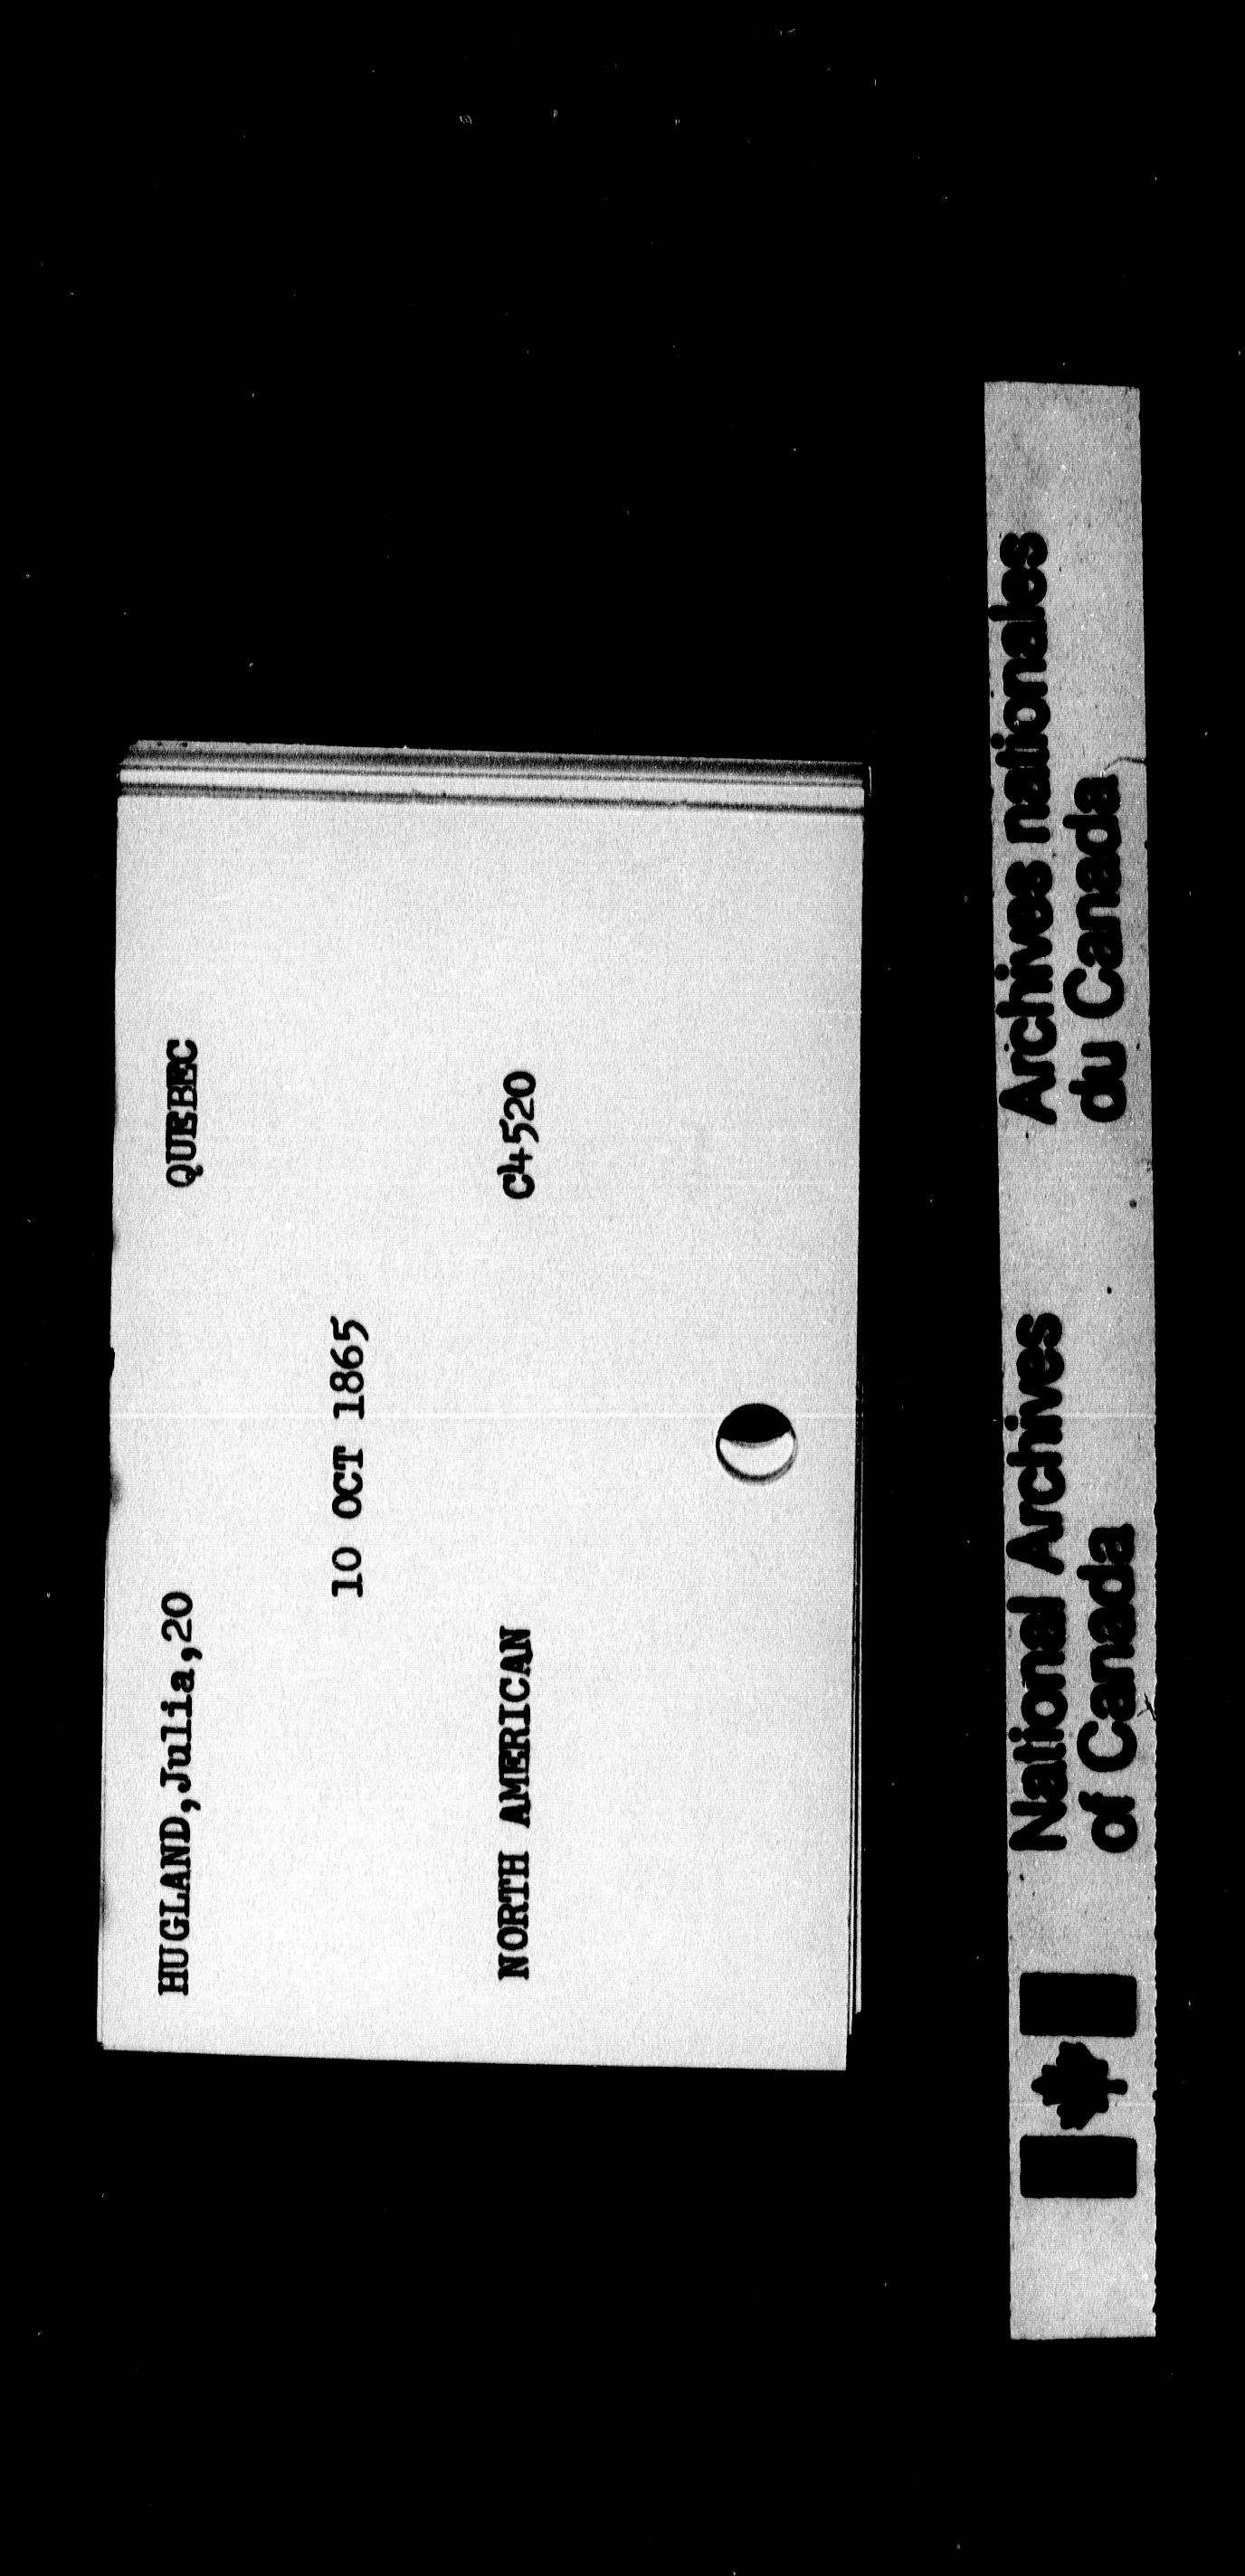 HUGLAND,Julia,20 QUEBEC
10 OCT 1865
NORTH AMERICAN C4520
National Archives
of Canada
Archives nationales
du Canada